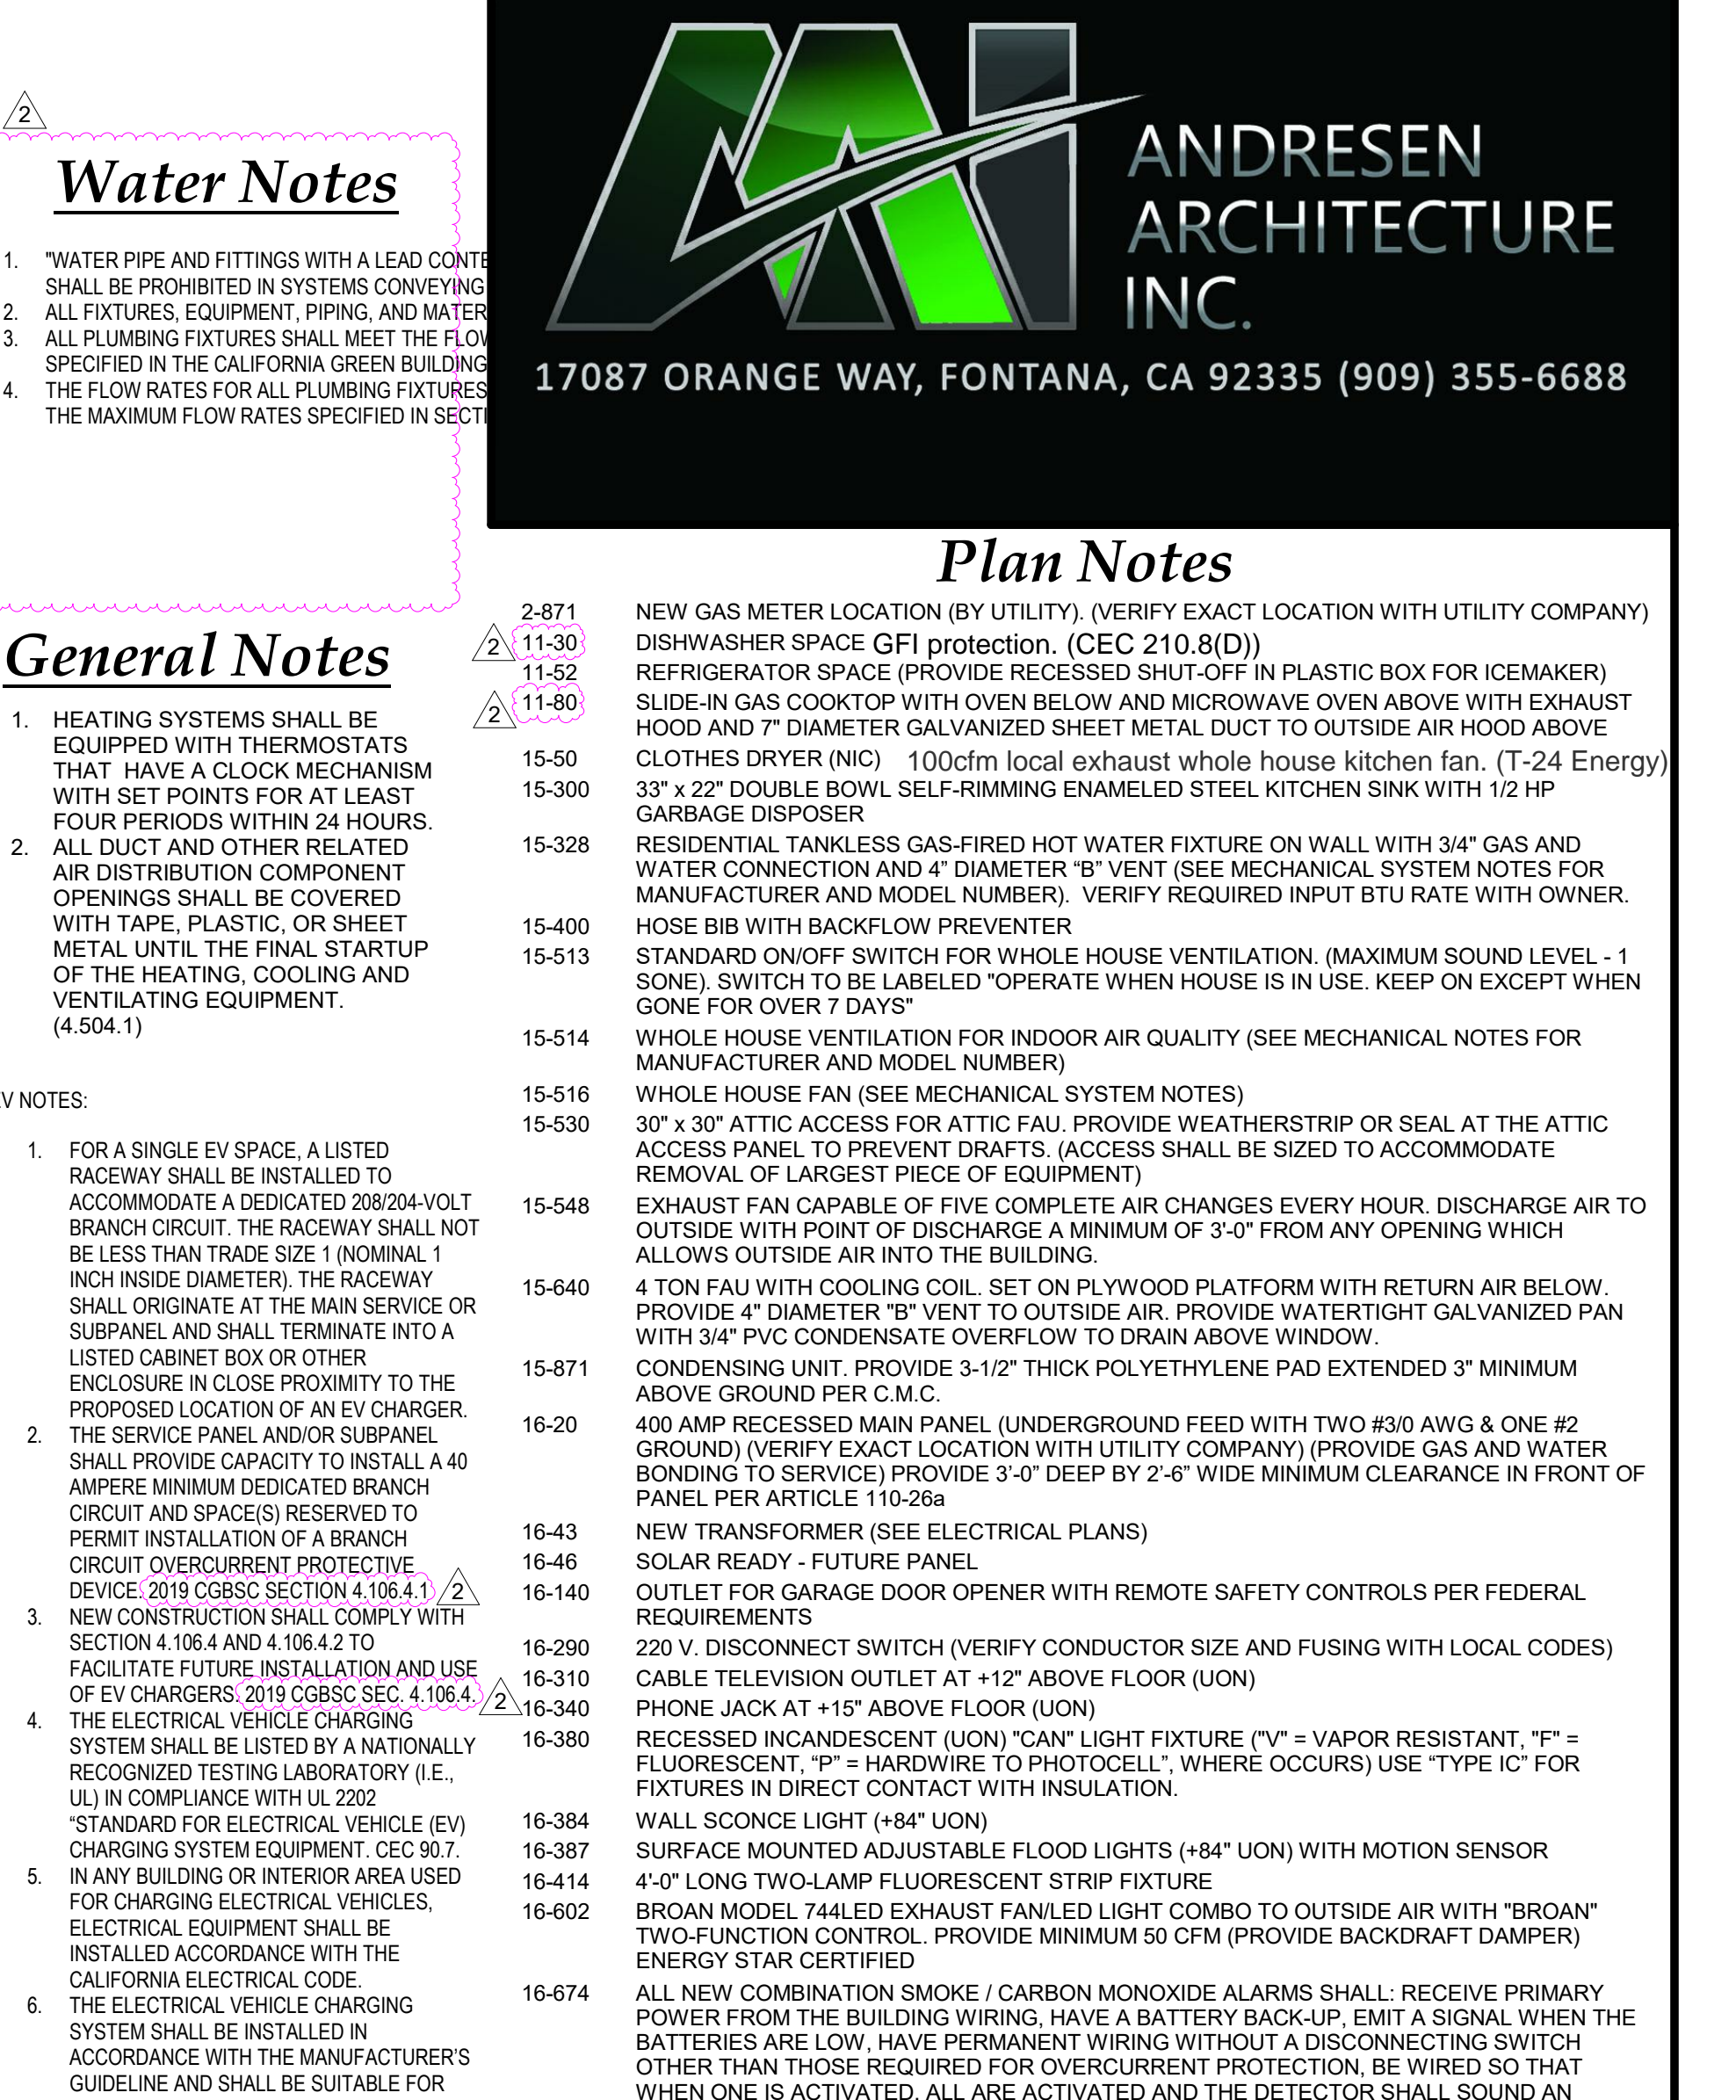 2
Water Notes
1. "WATER PIPE AND FITTINGS WITH A LEAD
SHALL BE PROHIBITED IN SYSTEMS CONVEYING
2. ALL FIXTURES, EQUIPMENT, PIPING, AND
3. ALL PLUMBING FIXTURES SHALL MEET THE
SPECIFIED IN THE CALIFORNIA GREEN BUILDING
4. THE FLOW RATES FOR ALL PLUMBING FIXTURES
THE MAXIMUM FLOW RATES SPECIFIED IN
General Notes
1. HEATING SYSTEMS SHALL BE
EQUIPPED WITH THERMOSTATS
THAT HAVE A CLOCK MECHANISM
WITH SET POINTS FOR AT LEAST
FOUR PERIODS WITHIN 24 HOURS.
2. ALL DUCT AND OTHER RELATED
AIR DISTRIBUTION COMPONENT
OPENINGS SHALL BE COVERED
WITH TAPE, PLASTIC, OR SHEET
METAL UNTIL THE FINAL STARTUP
OF THE HEATING, COOLING AND
VENTILATING EQUIPMENT.
(4.504.1)
V NOTES:
1. FOR A SINGLE EV SPACE, A LISTED
RACEWAY SHALL BE INSTALLED TO
ACCOMMODATE A DEDICATED 208/204-VOLT
BRANCH CIRCUIT. THE RACEWAY SHALL NOT
BE LESS THAN TRADE SIZE 1 (NOMINAL 1
INCH INSIDE DIAMETER). THE RACEWAY
SHALL ORIGINATE AT THE MAIN SERVICE OR
SUBPANEL AND SHALL TERMINATE INTO A
LISTED CABINET BOX OR OTHER
ENCLOSURE IN CLOSE PROXIMITY TO THE
PROPOSED LOCATION OF AN EV CHARGER.
2. THE SERVICE PANEL AND/OR SUBPANEL
SHALL PROVIDE CAPACITY TO INSTALL A 40
AMPERE MINIMUM DEDICATED BRANCH
CIRCUIT AND SPACE(S) RESERVED TO
PERMIT INSTALLATION OF A BRANCH
CIRCUIT OVERCURRENT PROTECTIVE
DEVICE. 2019 CGBSC SECTION 4.106.4.1 2
3. NEW CONSTRUCTION SHALL COMPLY WITH
SECTION 4.106.4 AND 4.106.4.2 TO
FACILITATE FUTURE INSTALLATION AND USE
OF EV CHARGERS. 2019 CGBSC SEC. 4.106.4. 2
4. THE ELECTRICAL VEHICLE CHARGING
SYSTEM SHALL BE LISTED BY A NATIONALLY
RECOGNIZED TESTING LABORATORY (I.E.,
UL) IN COMPLIANCE WITH UL 2202
“STANDARD FOR ELECTRICAL VEHICLE (EV)
CHARGING SYSTEM EQUIPMENT. CEC 90.7.
5. IN ANY BUILDING OR INTERIOR AREA USED
FOR CHARGING ELECTRICAL VEHICLES,
ELECTRICAL EQUIPMENT SHALL BE
INSTALLED ACCORDANCE WITH THE
CALIFORNIA ELECTRICAL CODE.
6. THE ELECTRICAL VEHICLE CHARGING
SYSTEM SHALL BE INSTALLED IN
ACCORDANCE WITH THE MANUFACTURER’S
GUIDELINE AND SHALL BE SUITABLE FOR
AAI
ANDRESEN
ARCHITECTURE
INC.
17087 ORANGE WAY, FONTANA, CA 92335 (909) 355-6688
Plan Notes
2-871 NEW GAS METER LOCATION (BY UTILITY). (VERIFY EXACT LOCATION WITH UTILITY COMPANY)
2 11-30 DISHWASHER SPACE GFI protection. (CEC 210.8(D))
11-52 REFRIGERATOR SPACE (PROVIDE RECESSED SHUT-OFF IN PLASTIC BOX FOR ICEMAKER)
2 11-80 SLIDE-IN GAS COOKTOP WITH OVEN BELOW AND MICROWAVE OVEN ABOVE WITH EXHAUST
HOOD AND 7" DIAMETER GALVANIZED SHEET METAL DUCT TO OUTSIDE AIR HOOD ABOVE
15-50 CLOTHES DRYER (NIC) 100cfm local exhaust whole house kitchen fan. (T-24 Energy)
15-300 33" x 22" DOUBLE BOWL SELF-RIMMING ENAMELED STEEL KITCHEN SINK WITH 1/2 HP
GARBAGE DISPOSER
15-328 RESIDENTIAL TANKLESS GAS-FIRED HOT WATER FIXTURE ON WALL WITH 3/4" GAS AND
WATER CONNECTION AND 4” DIAMETER “B” VENT (SEE MECHANICAL SYSTEM NOTES FOR
MANUFACTURER AND MODEL NUMBER). VERIFY REQUIRED INPUT BTU RATE WITH OWNER.
15-400 HOSE BIB WITH BACKFLOW PREVENTER
15-513 STANDARD ON/OFF SWITCH FOR WHOLE HOUSE VENTILATION. (MAXIMUM SOUND LEVEL - 1
SONE). SWITCH TO BE LABELED "OPERATE WHEN HOUSE IS IN USE. KEEP ON EXCEPT WHEN
GONE FOR OVER 7 DAYS"
15-514 WHOLE HOUSE VENTILATION FOR INDOOR AIR QUALITY (SEE MECHANICAL NOTES FOR
MANUFACTURER AND MODEL NUMBER)
15-516 WHOLE HOUSE FAN (SEE MECHANICAL SYSTEM NOTES)
15-530 30" x 30" ATTIC ACCESS FOR ATTIC FAU. PROVIDE WEATHERSTRIP OR SEAL AT THE ATTIC
ACCESS PANEL TO PREVENT DRAFTS. (ACCESS SHALL BE SIZED TO ACCOMMODATE
REMOVAL OF LARGEST PIECE OF EQUIPMENT)
15-548 EXHAUST FAN CAPABLE OF FIVE COMPLETE AIR CHANGES EVERY HOUR. DISCHARGE AIR TO
OUTSIDE WITH POINT OF DISCHARGE A MINIMUM OF 3'-0" FROM ANY OPENING WHICH
ALLOWS OUTSIDE AIR INTO THE BUILDING.
15-640 4 TON FAU WITH COOLING COIL. SET ON PLYWOOD PLATFORM WITH RETURN AIR BELOW.
PROVIDE 4" DIAMETER "B" VENT TO OUTSIDE AIR. PROVIDE WATERTIGHT GALVANIZED PAN
WITH 3/4" PVC CONDENSATE OVERFLOW TO DRAIN ABOVE WINDOW.
15-871 CONDENSING UNIT. PROVIDE 3-1/2" THICK POLYETHYLENE PAD EXTENDED 3" MINIMUM
ABOVE GROUND PER C.M.C.
16-20 400 AMP RECESSED MAIN PANEL (UNDERGROUND FEED WITH TWO #3/0 AWG & ONE #2
GROUND) (VERIFY EXACT LOCATION WITH UTILITY COMPANY) (PROVIDE GAS AND WATER
BONDING TO SERVICE) PROVIDE 3’-0” DEEP BY 2’-6” WIDE MINIMUM CLEARANCE IN FRONT OF
PANEL PER ARTICLE 110-26a
16-43 NEW TRANSFORMER (SEE ELECTRICAL PLANS)
16-46 SOLAR READY - FUTURE PANEL
16-140 OUTLET FOR GARAGE DOOR OPENER WITH REMOTE SAFETY CONTROLS PER FEDERAL
REQUIREMENTS
16-290 220 V. DISCONNECT SWITCH (VERIFY CONDUCTOR SIZE AND FUSING WITH LOCAL CODES)
16-310 CABLE TELEVISION OUTLET AT +12" ABOVE FLOOR (UON)
16-340 PHONE JACK AT +15" ABOVE FLOOR (UON)
16-380 RECESSED INCANDESCENT (UON) "CAN" LIGHT FIXTURE ("V" = VAPOR RESISTANT, "F" =
FLUORESCENT, “P” = HARDWIRE TO PHOTOCELL”, WHERE OCCURS) USE “TYPE IC” FOR
FIXTURES IN DIRECT CONTACT WITH INSULATION.
16-384 WALL SCONCE LIGHT (+84" UON)
16-387 SURFACE MOUNTED ADJUSTABLE FLOOD LIGHTS (+84" UON) WITH MOTION SENSOR
16-414 4'-0" LONG TWO-LAMP FLUORESCENT STRIP FIXTURE
16-602 BROAN MODEL 744LED EXHAUST FAN/LED LIGHT COMBO TO OUTSIDE AIR WITH "BROAN"
TWO-FUNCTION CONTROL. PROVIDE MINIMUM 50 CFM (PROVIDE BACKDRAFT DAMPER)
ENERGY STAR CERTIFIED
16-674 ALL NEW COMBINATION SMOKE / CARBON MONOXIDE ALARMS SHALL: RECEIVE PRIMARY
POWER FROM THE BUILDING WIRING, HAVE A BATTERY BACK-UP, EMIT A SIGNAL WHEN THE
BATTERIES ARE LOW, HAVE PERMANENT WIRING WITHOUT A DISCONNECTING SWITCH
OTHER THAN THOSE REQUIRED FOR OVERCURRENT PROTECTION, BE WIRED SO THAT
WHEN ONE IS ACTIVATED, ALL ARE ACTIVATED AND THE DETECTOR SHALL SOUND AN